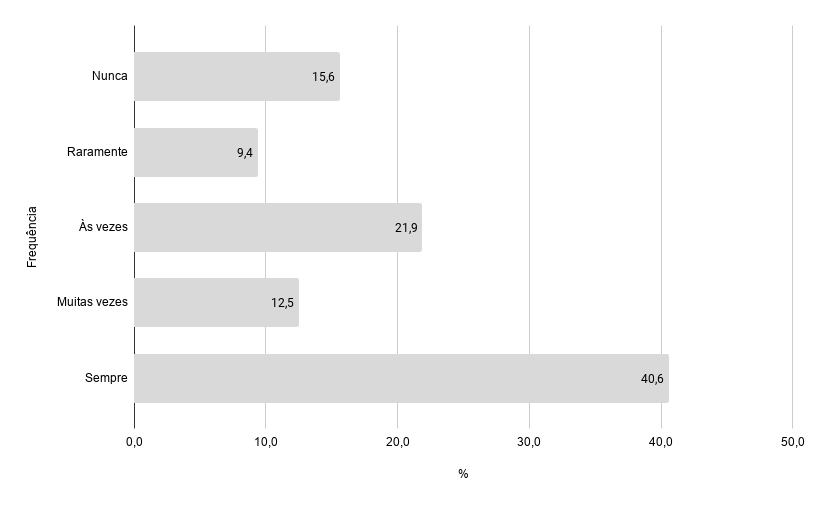 Nunca 15,6
Raramente 9,4
Às vezes 21,9
Frequência
Muitas vezes 12,5
Sempre 40,6
0,0 10,0 20,0 30,0 40,0 50,0
%